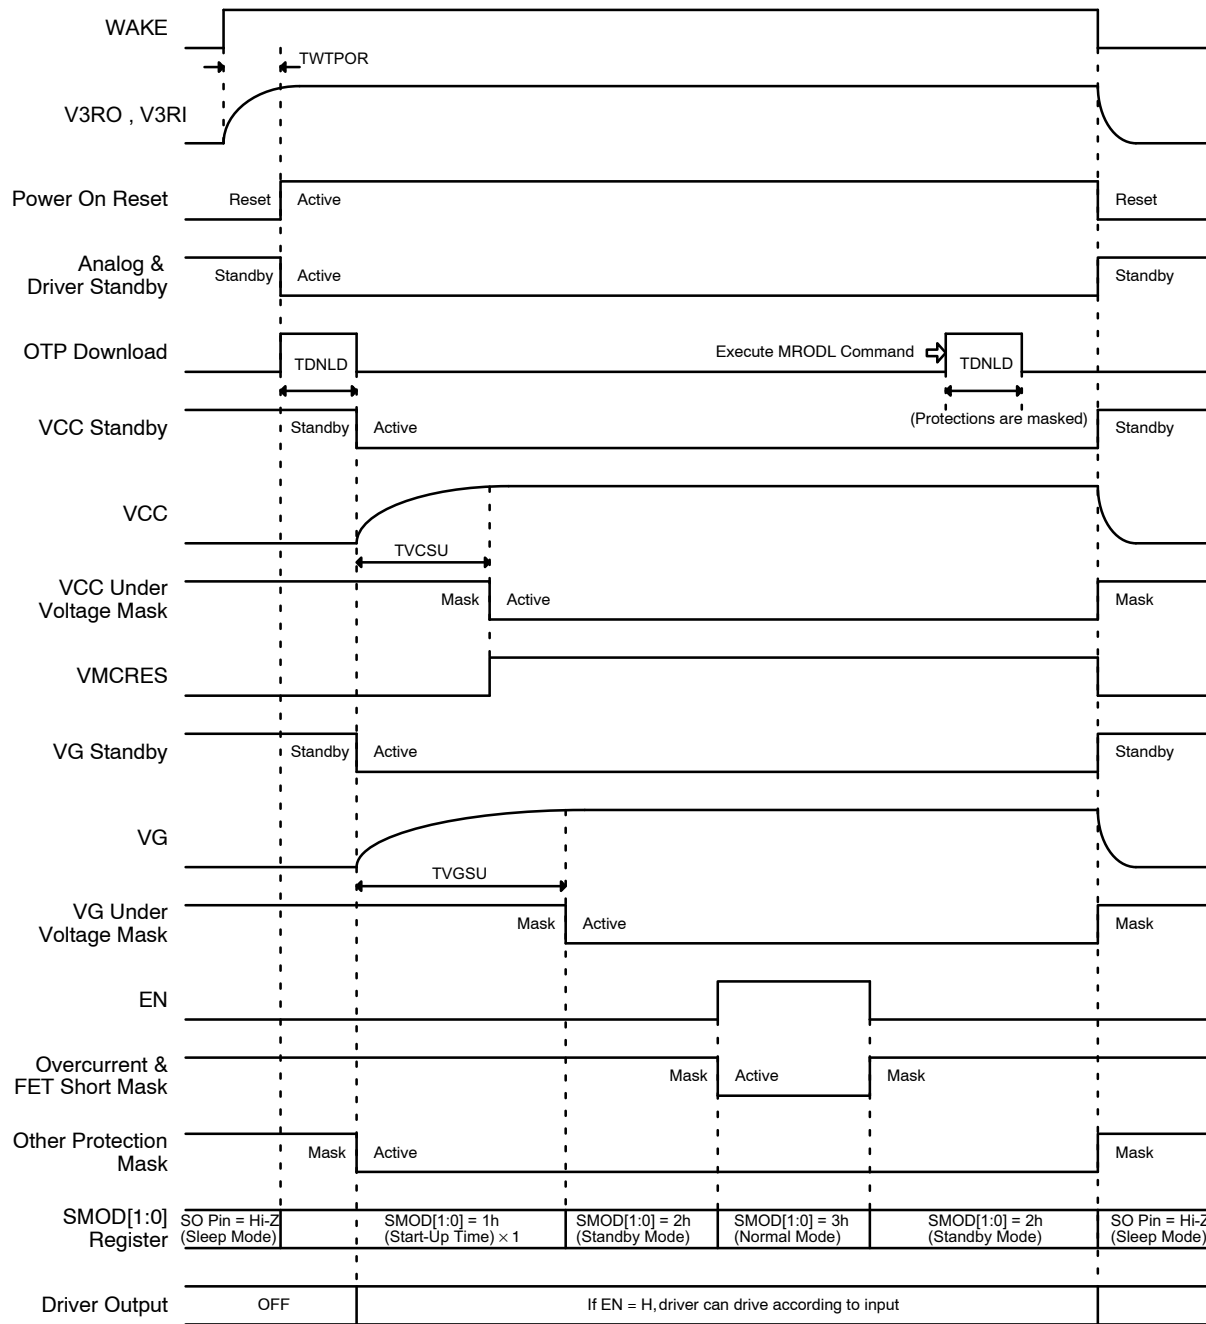 WAKE
TWTPOR
V3RO , V3RI
Power On Reset
Reset
Active
Reset
Analog &
Driver Standby
Standby
Active
Standby
OTP Download
TDNLD
Execute MRODL Command
TDNLD
(Protections are masked)
VCC Standby
Standby
Active
Standby
VCC
TVCSU
VCC Under
Voltage Mask
Mask
Active
Mask
VMCRES
VG Standby
Standby
Active
Standby
VG
TVGSU
VG Under
Voltage Mask
Mask
Active
Mask
EN
Overcurrent &
FET Short Mask
Mask
Active
Mask
Other Protection
Mask
Mask
Active
Mask
SMOD[1:0]
Register
SO Pin = Hi-Z
(Sleep Mode)
SMOD[1:0] = 1h
(Start-Up Time) × 1
SMOD[1:0] = 2h
(Standby Mode)
SMOD[1:0] = 3h
(Normal Mode)
SMOD[1:0] = 2h
(Standby Mode)
SO Pin = Hi-Z
(Sleep Mode)
Driver Output
OFF
If EN = H, driver can drive according to input